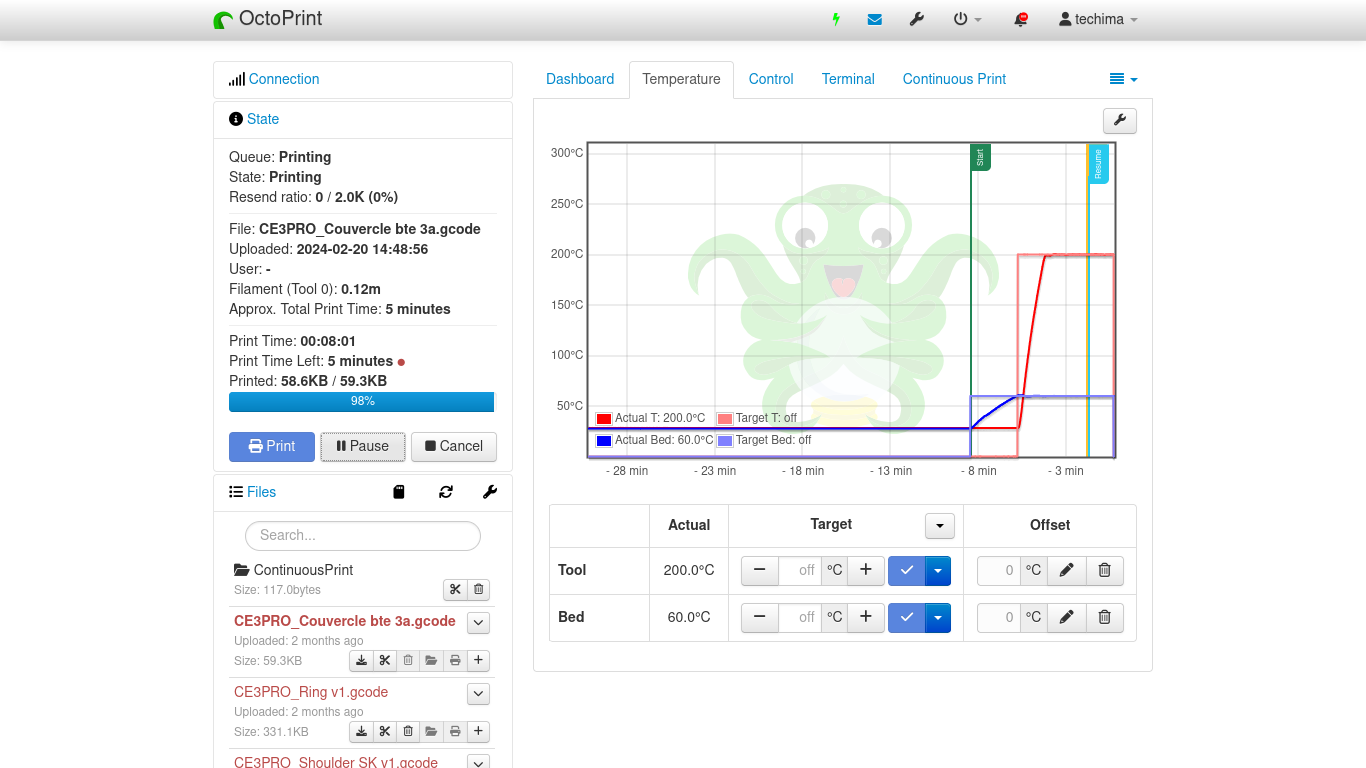 OctoPrint
techima
Connection
State
Queue: Printing
State: Printing
Resend ratio: 0 / 2.0K (0%)
File: CE3PRO_Couvercle bte 3a.gcode
Uploaded: 2024-02-20 14:48:56
User: -
Filament (Tool 0): 0.12m
Approx. Total Print Time: 5 minutes
Print Time: 00:08:01
Print Time Left: 5 minutes
Printed: 58.6KB / 59.3KB
98%
Print
Pause
Cancel
Files
Search...
ContinuousPrint
Size: 117.0bytes
CE3PRO_Couvercle bte 3a.gcode
Uploaded: 2 months ago
Size: 59.3KB
CE3PRO_Ring v1.gcode
Uploaded: 2 months ago
Size: 331.1KB
CE3PRO_Shoulder SK v1.gcode
Dashboard
Temperature
Control
Terminal
Continuous Print
300°C
250°C
200°C
150°C
100°C
50°C
Start
Resume
Actual T: 200.0°C
Target T: off
Actual Bed: 60.0°C
Target Bed: off
- 28 min
- 23 min
- 18 min
- 13 min
- 8 min
- 3 min
Actual
Target
Offset
Tool
200.0°C
off
°C
0
°C
Bed
60.0°C
off
°C
0
°C